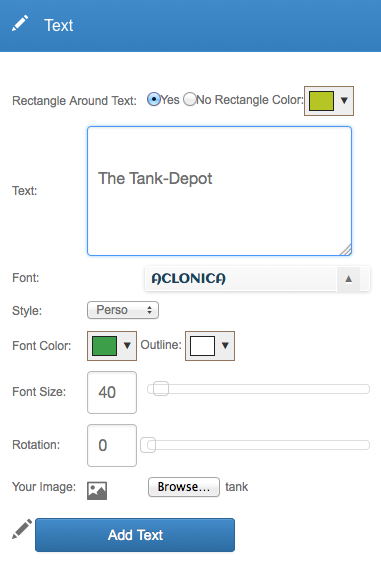 Text
Rectangle Around Text: Yes No Rectangle Color:
Text: The Tank-Depot
Font: ACLONICA
Style: Perso
Font Color: Outline:
Font Size: 40
Rotation: 0
Your Image: Browse... tank
Add Text